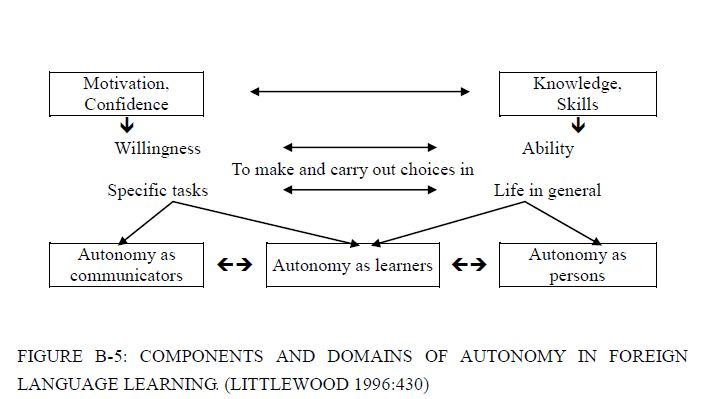 Motivation,
Confidence
Knowledge,
Skills
Willingness
Ability
To make and carry out choices in
Specific tasks
Life in general
Autonomy as
communicators
Autonomy as learners
Autonomy as
persons
FIGURE B-5: COMPONENTS AND DOMAINS OF AUTONOMY IN FOREIGN
LANGUAGE LEARNING. (LITTLEWOOD 1996:430)